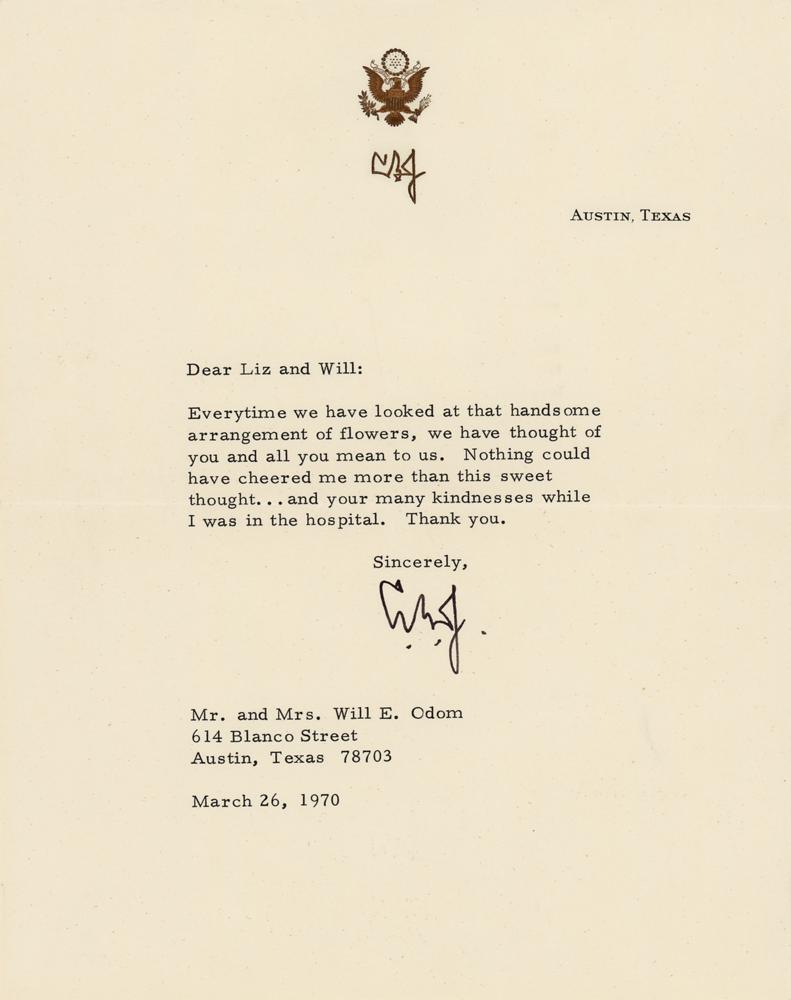 LBJ
AUSTIN, TEXAS
Dear Liz and Will:
Everytime we have looked at that handsome
arrangement of flowers, we have thought of
you and all you mean to us. Nothing could
have cheered me more than this sweet
thought...and your many kindnesses while
I was in the hospital. Thank you.
Sincerely,
LBJ
Mr. and Mrs. Will E. Odom
614 Blanco Street
Austin, Texas 78703
March 26, 1970